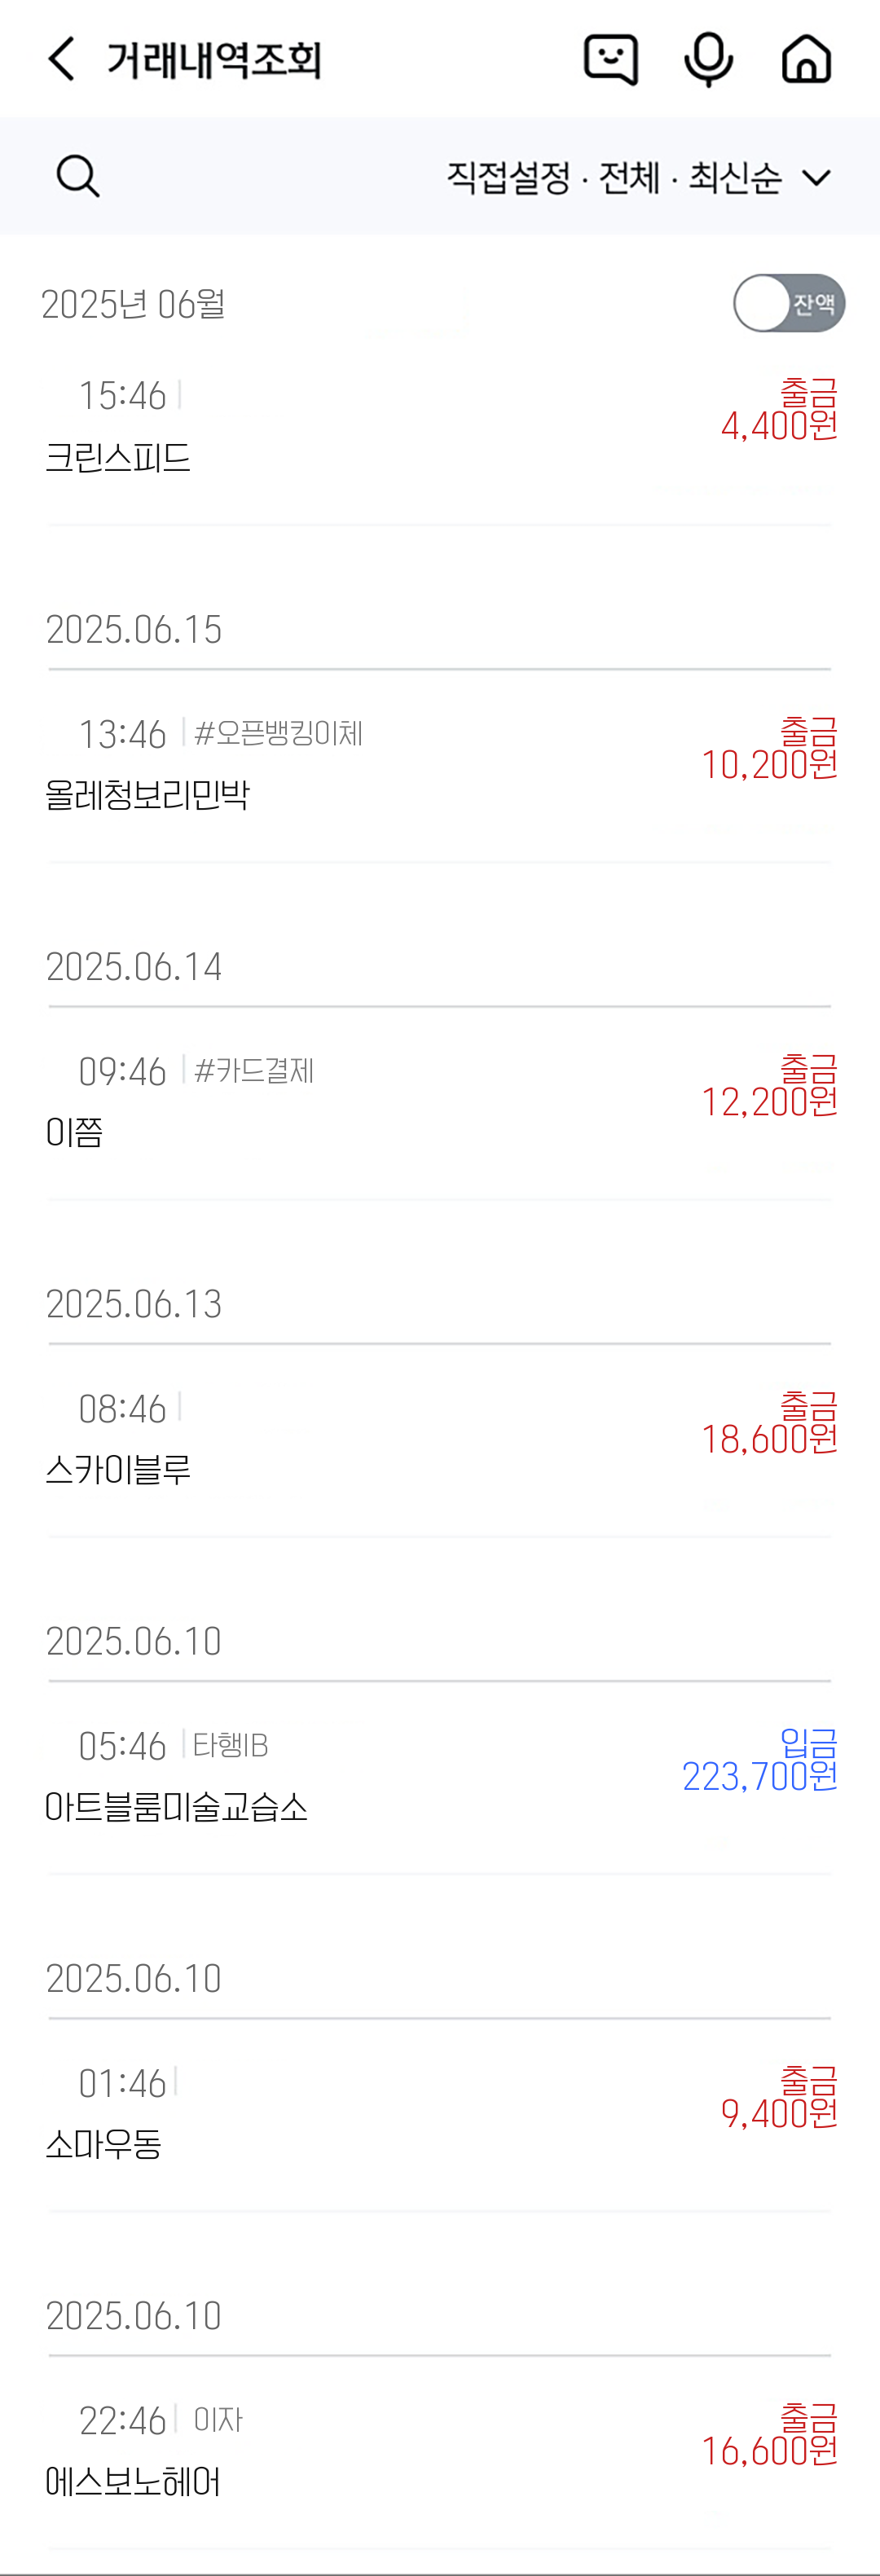 거래내역조회
직접설정 · 전체 · 최신순
2025년 06월
잔액
15:46
출금
4,400원
크린스피드
2025.06.15
13:46 #오픈뱅킹이체
출금
10,200원
올레청보리민박
2025.06.14
09:46 #카드결제
출금
12,200원
이쯤
2025.06.13
08:46
출금
18,600원
스카이블루
2025.06.10
05:46 타행IB
입금
223,700원
아트블룸미술교습소
2025.06.10
01:46
출금
9,400원
소마우동
2025.06.10
22:46 이자
출금
16,600원
에스보노헤어